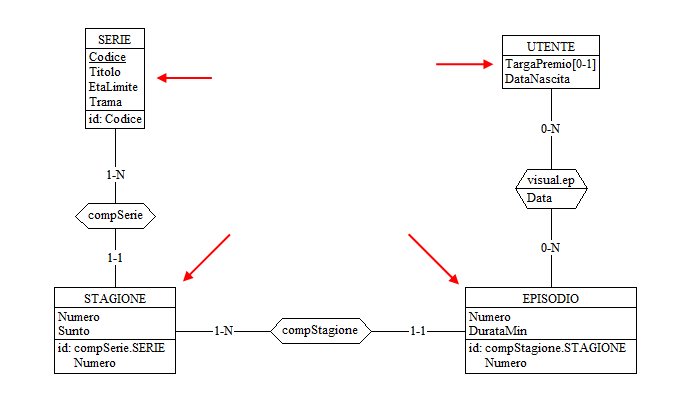 SERIE
Codice
Titolo
EtaLimite
Trama
id: Codice
UTENTE
TargaPremio[0-1]
DataNascita
1-N
0-N
compSerie
visual.ep
Data
1-1
0-N
STAGIONE
Numero
Sunto
id: compSerie.SERIE
Numero
1-N
compStagione
1-1
EPISODIO
Numero
DurataMin
id: compStagione.STAGIONE
Numero